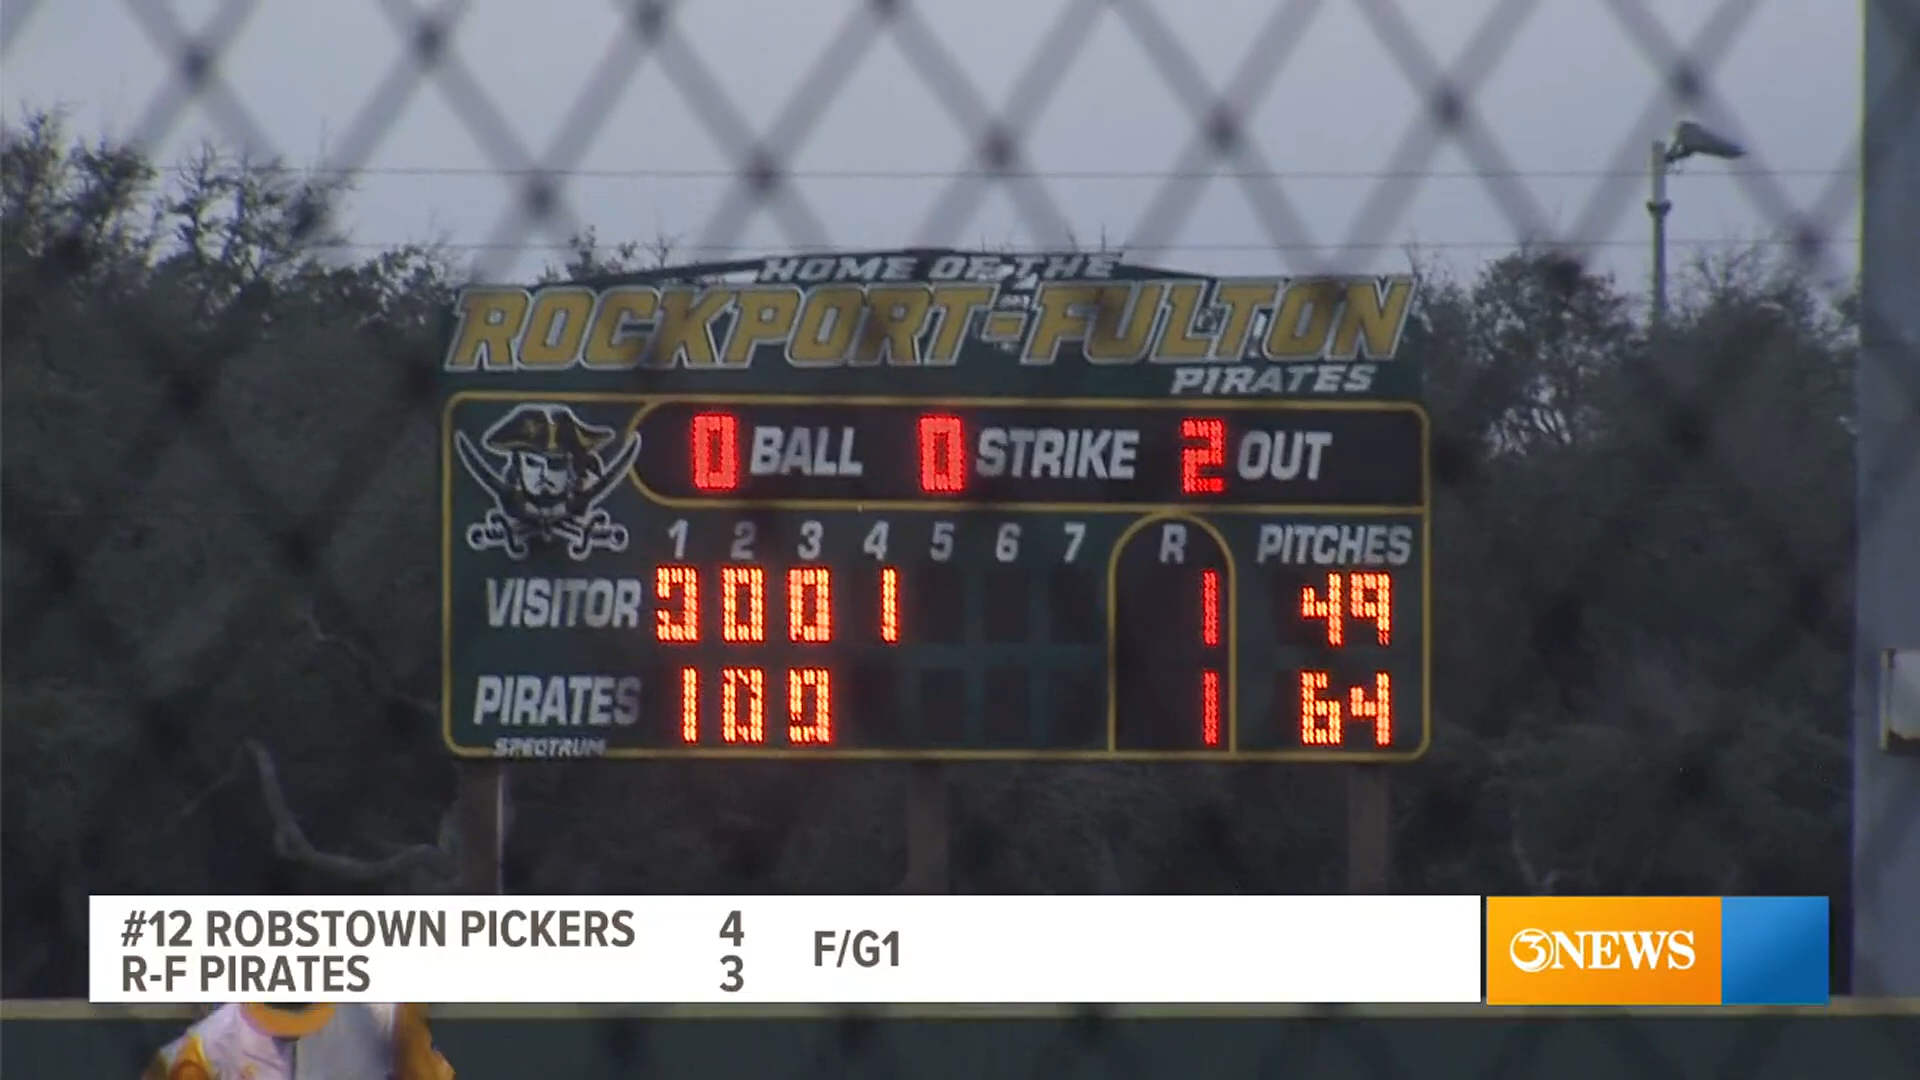 HOME OF THE
ROCKPORT-FULTON
PIRATES
0 BALL 0 STRIKE 2 OUT
1 2 3 4 5 6 7 R PITCHES
VISITOR 0 0 0 1 1 49
PIRATES 1 0 0 1 64
SPECTRUM
#12 ROBSTOWN PICKERS 4
R-F PIRATES 3
F/G1
3NEWS